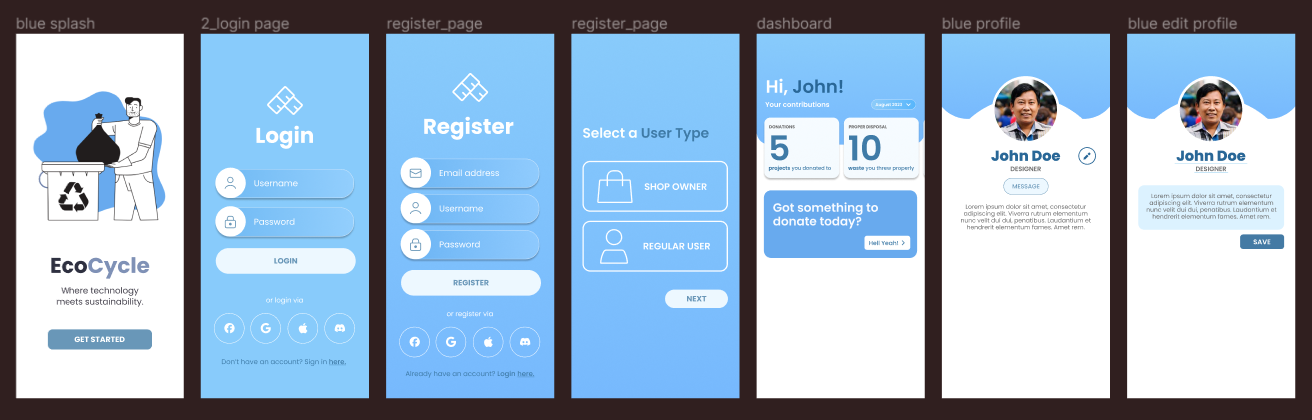 blue splash
EcoCycle
Where technology
meets sustainability.
GET STARTED
2_login page
Login
Username
Password
LOGIN
or login via
Don't have an account? Sign in here.
register_page
Register
Email address
Username
Password
REGISTER
or register via
Already have an account? Login here.
register_page
Select a User Type
SHOP OWNER
REGULAR USER
NEXT
dashboard
Hi, John!
Your contributions
August 2023
DONATIONS
5
projects you donated to
PROPER DISPOSAL
10
waste you threw properly
Got something to
donate today?
Hell Yeah!
blue profile
John Doe
DESIGNER
MESSAGE
Lorem ipsum dolor sit amet, consectetur
adipiscing elit. Viverra rutrum elementum
nunc velit dui dui, penatibus. Laudantium et
hendrerit elementum fames. Amet rem.
blue edit profile
John Doe
DESIGNER
Lorem ipsum dolor sit amet, consectetur
adipiscing elit. Viverra rutrum elementum
nunc velit dui dui, penatibus. Laudantium et
hendrerit elementum fames. Amet rem.
SAVE